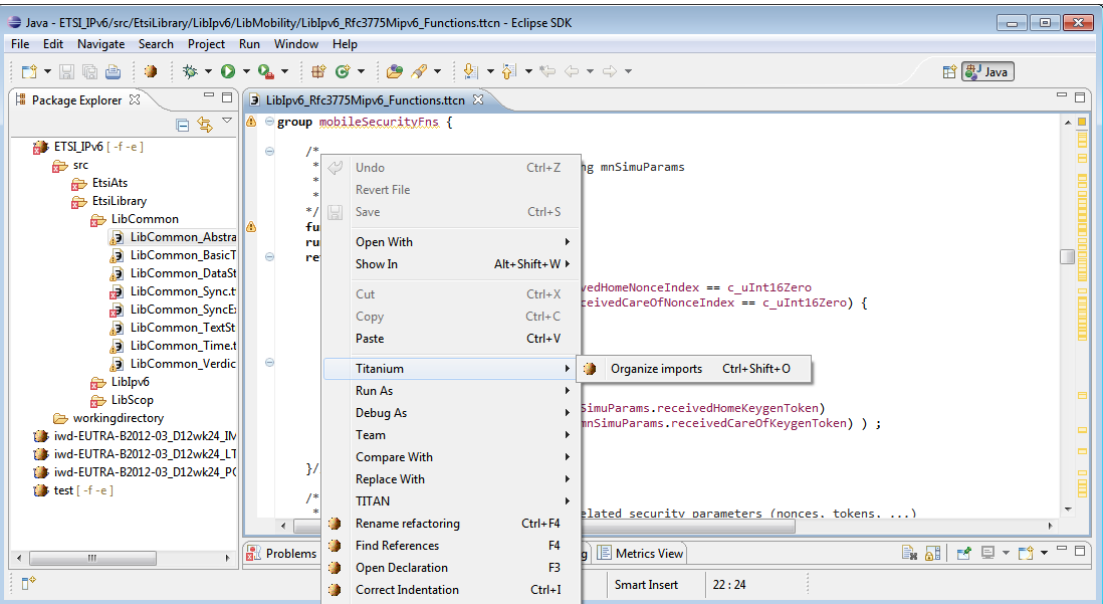 Java - ETSI_IPv6/src/EtsiLibrary/LibIpv6/LibMobility/LibIpv6_Rfc3775Mipv6_Functions.ttcn - Eclipse SDK
File Edit Navigate Search Project Run Window Help
Java
Package Explorer
LibIpv6_Rfc3775Mipv6_Functions.ttcn
ETSI_IPv6 [ -f -e ]
src
EtsiAts
EtsiLibrary
LibCommon
LibCommon_Abstra
LibCommon_BasicT
LibCommon_DataSt
LibCommon_Sync.t
LibCommon_SyncE
LibCommon_TextSt
LibCommon_Time.t
LibCommon_Verdic
LibIpv6
LibScop
workingdirectory
iwd-EUTRA-B2012-03_D12wk24_IM
iwd-EUTRA-B2012-03_D12wk24_LT
iwd-EUTRA-B2012-03_D12wk24_PC
test [ -f -e ]
group mobileSecurityFns {
/*
*
ng mnSimuParams
*
*
*/
fu
ru
re
vedHomeNonceIndex == c_uInt16Zero
ceivedCareOfNonceIndex == c_uInt16Zero) {
SimuParams.receivedHomeKeygenToken)
mnSimuParams.receivedCareOfKeygenToken) ) ;
}/
/*
*
elated security parameters (nonces, tokens, ...)
Undo Ctrl+Z
Revert File
Save Ctrl+S
Open With
Show In Alt+Shift+W
Cut Ctrl+X
Copy Ctrl+C
Paste Ctrl+V
Titanium
Run As
Debug As
Team
Compare With
Replace With
TITAN
Rename refactoring Ctrl+F4
Find References F4
Open Declaration F3
Correct Indentation Ctrl+I
Organize imports Ctrl+Shift+O
Problems
g
Metrics View
Smart Insert
22 : 24